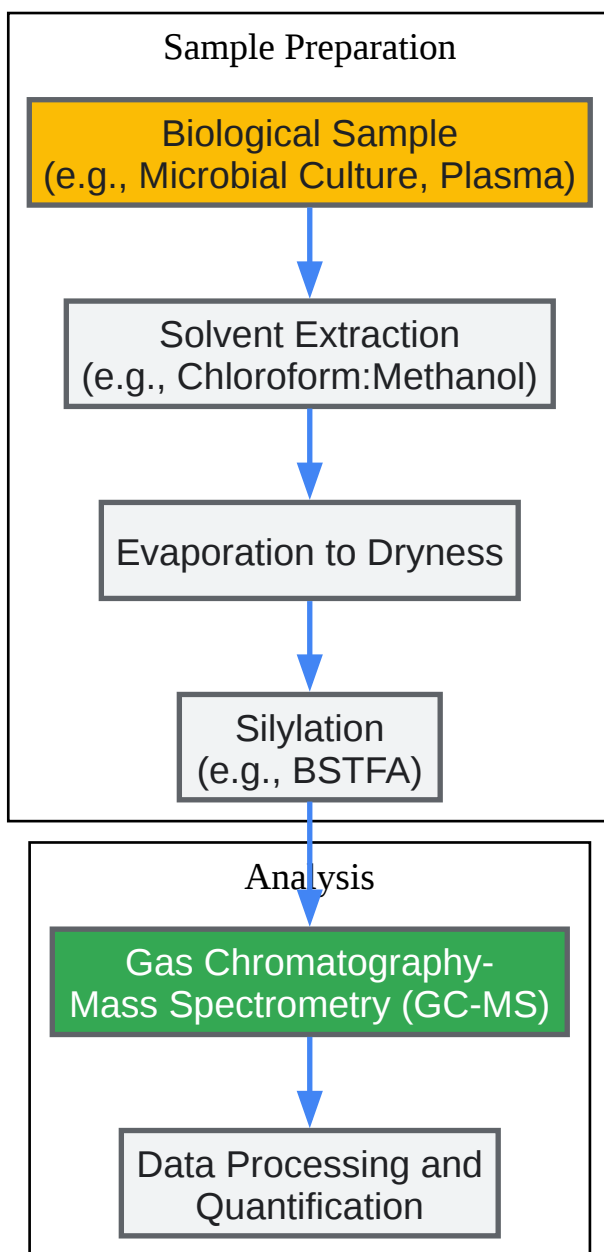 Sample Preparation
Biological Sample
(e.g., Microbial Culture, Plasma)
Solvent Extraction
(e.g., Chloroform:Methanol)
Evaporation to Dryness
Silylation
(e.g., BSTFA)
Analysis
Gas Chromatography-
Mass Spectrometry (GC-MS)
Data Processing and
Quantification